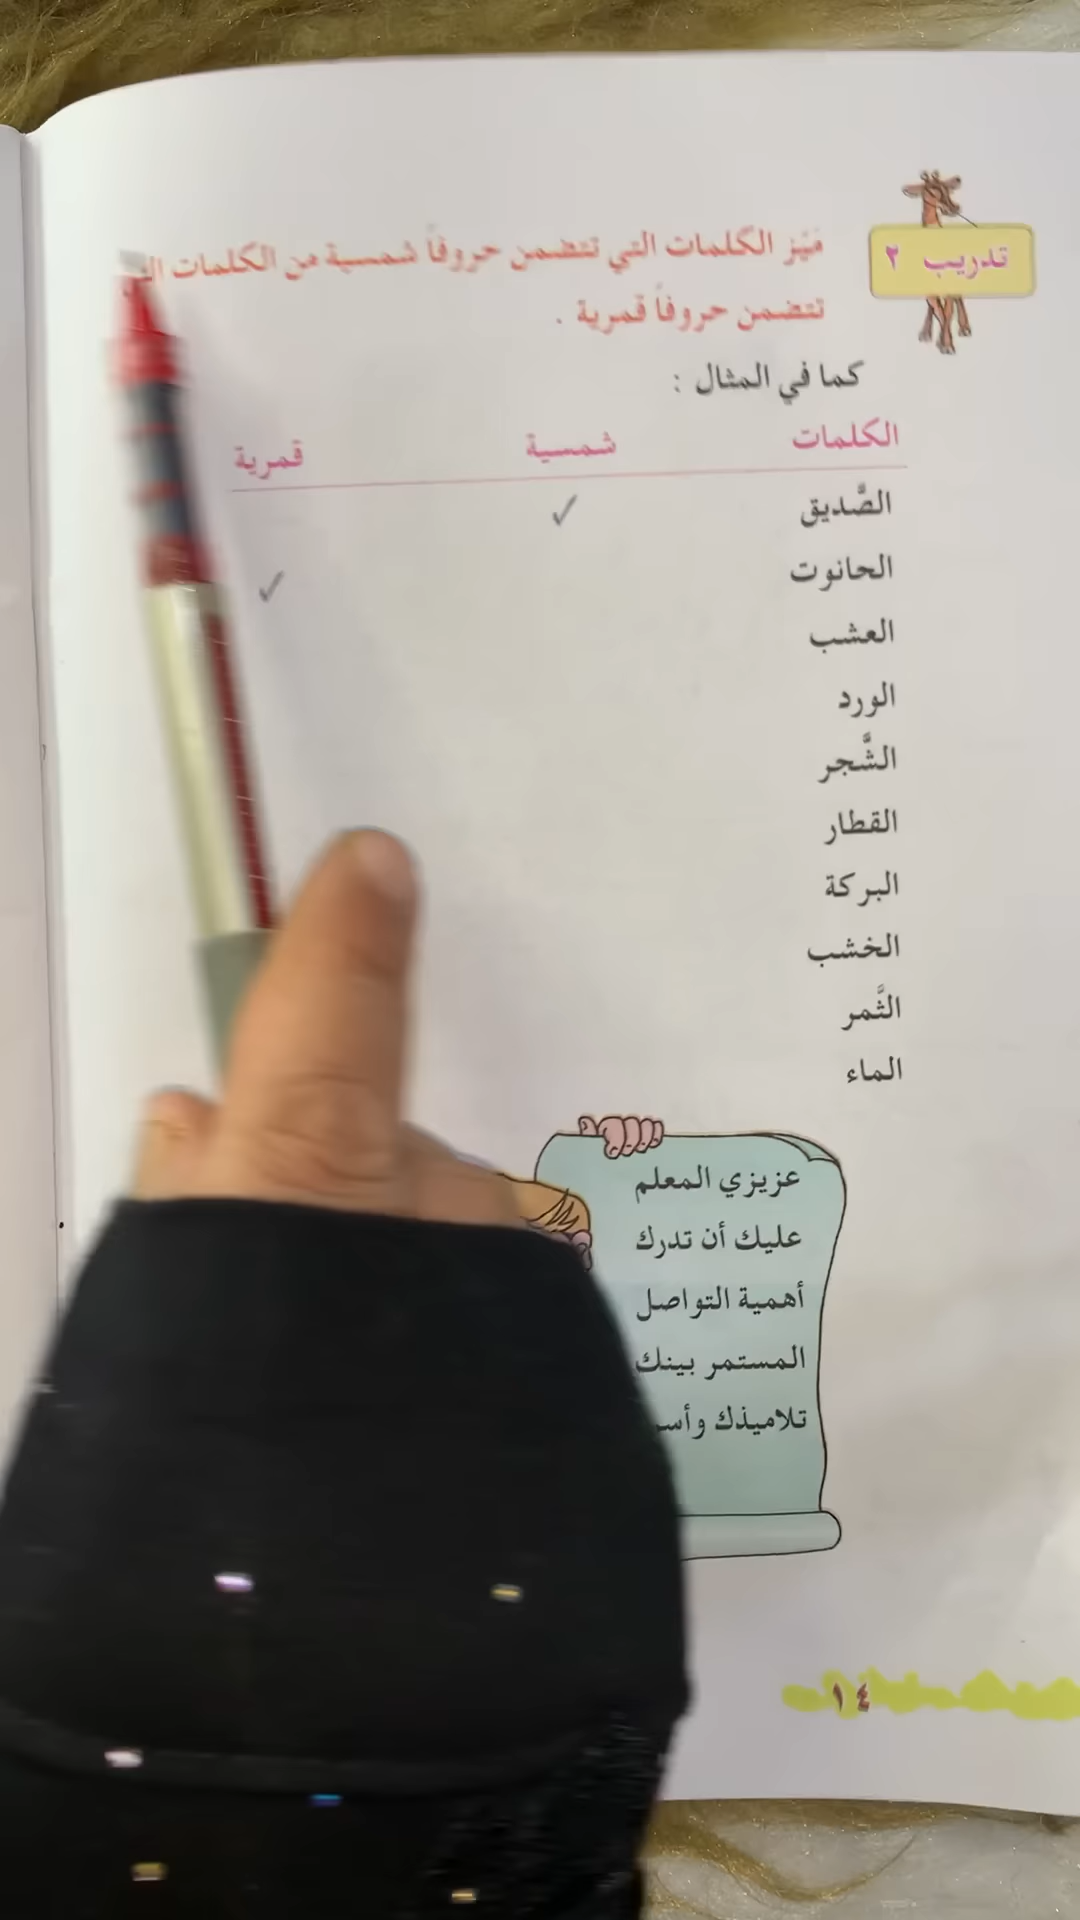 تدريب ٢
مَيّز الكلمات التي تتضمن حروفاً شمسية من الكلمات
تتضمن حروفاً قمرية .
كما في المثال :
الكلمات شمسية قمرية
الصَّديق ✓
الحانوت ✓
العشب
الورد
الشَّجر
القطار
البركة
الخشب
الثَّمر
الماء
عزيزي المعلم
عليك أن تدرك
أهمية التواصل
المستمر بينك
تلاميذك
١٤